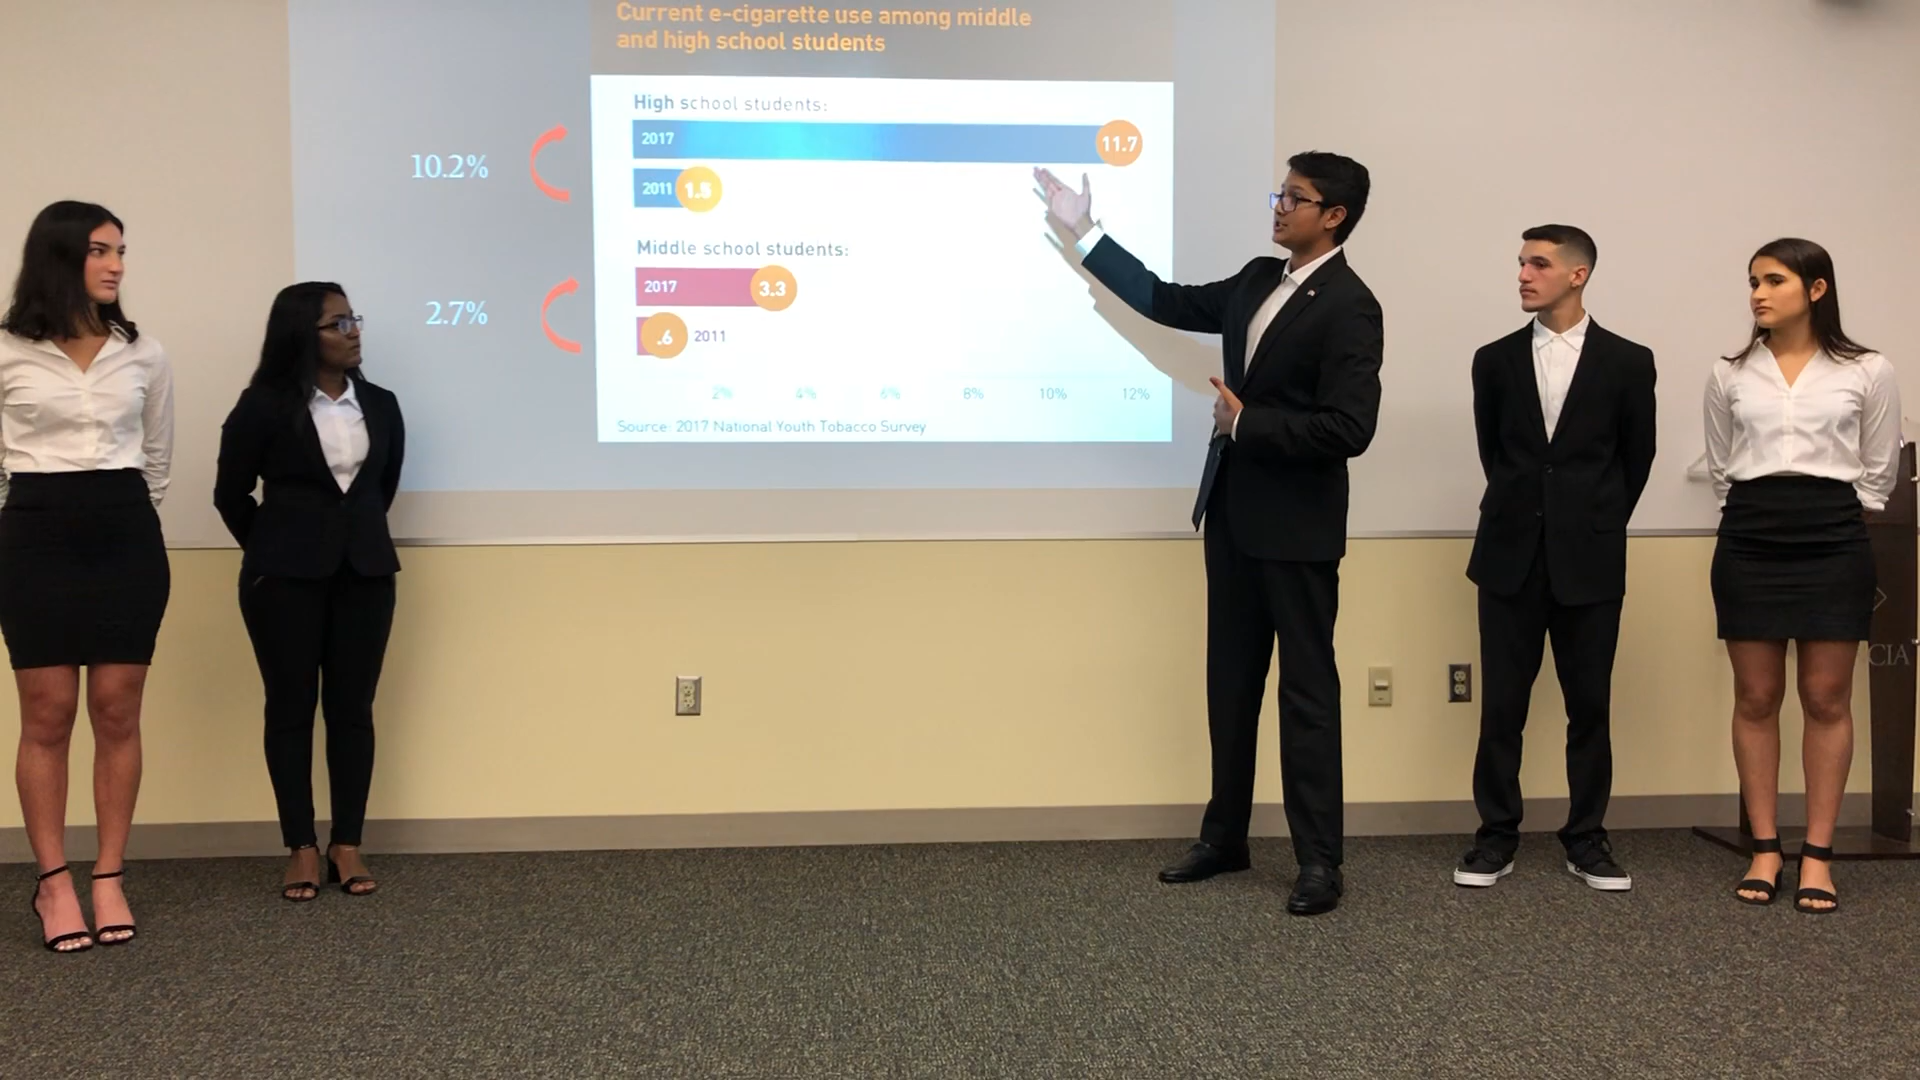 Current e-cigarette use among middle
and high school students
High school students:
10.2%
2017
11.7
2011
1.5
Middle school students:
2.7%
2017
3.3
.6
2011
2% 4% 6% 8% 10% 12%
Source: 2017 National Youth Tobacco Survey
CIA